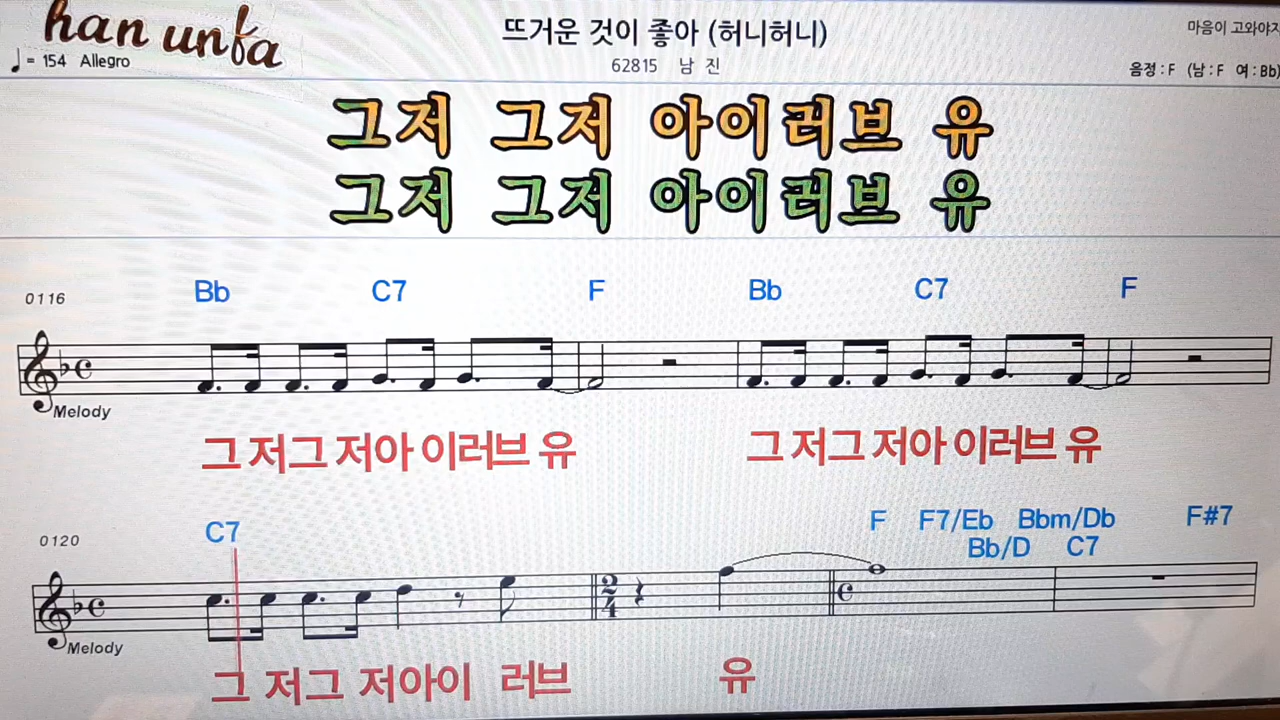 han unfa
뜨거운 것이 좋아 (허니허니)
마음이 고와야지
♩= 154 Allegro
62815 남 진
음정 : F (남 : F 여 : Bb)
그저 그저 아이러브 유
그저 그저 아이러브 유
0116 Bb C7 F Bb C7 F
Melody
그 저그 저아 이러브 유 그 저그 저아 이러브 유
0120 C7 F F7/Eb Bbm/Db F#7
Bb/D C7
2/4
Melody
그 저그 저아이 러브 유